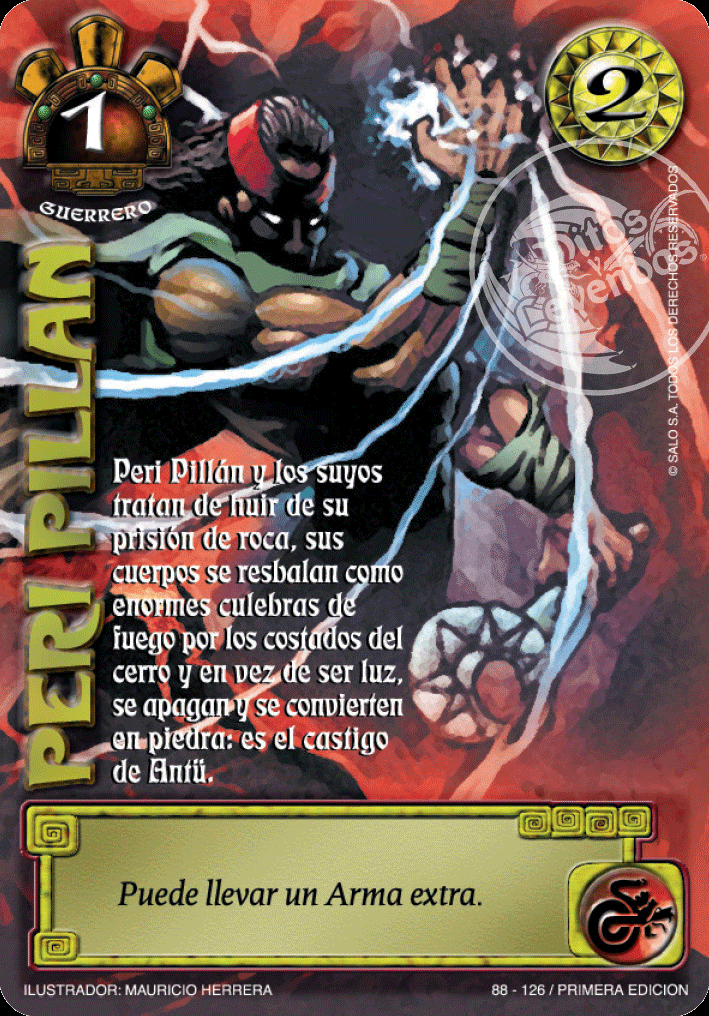 1
2
GUERRERO
Mitos
y
Leyendas
®
© SALO S.A. TODOS LOS DERECHOS RESERVADOS
PERI PILLAN
Peri Pillán y los suyos
tratan de huir de su
prisión de roca, sus
cuerpos se resbalan como
enormes culebras de
fuego por los costados del
cerro y en vez de ser luz,
se apagan y se convierten
en piedra: es el castigo
de Antü.
Puede llevar un Arma extra.
ILUSTRADOR: MAURICIO HERRERA
88 - 126 / PRIMERA EDICION